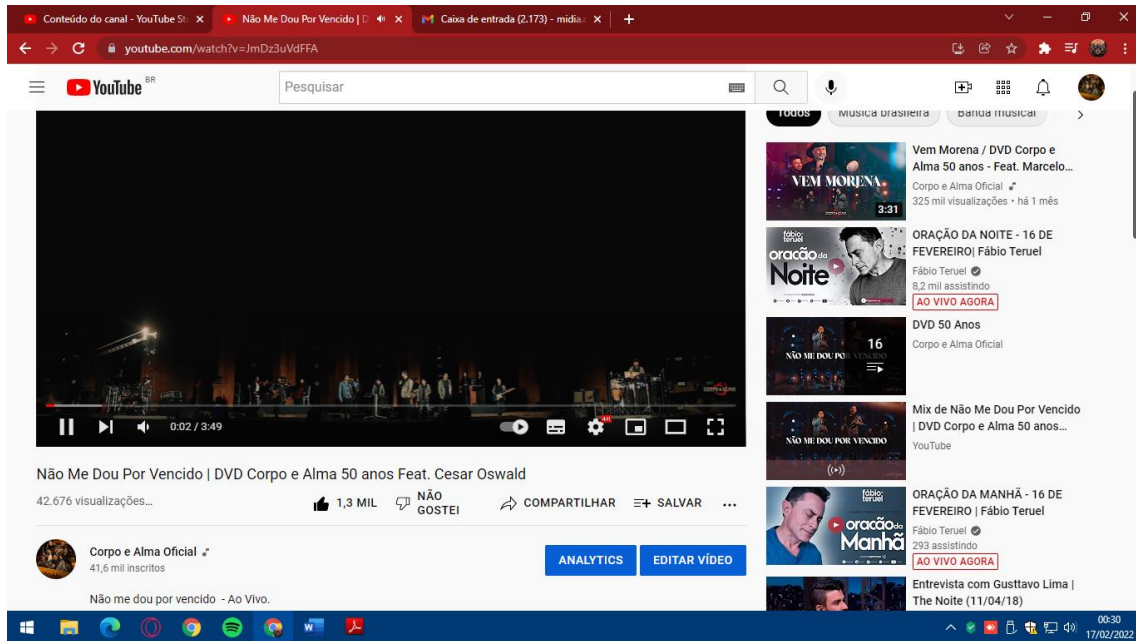 Conteúdo do canal - YouTube St
Não Me Dou Por Vencido | D
Caixa de entrada (2.173) - midia.c
youtube.com/watch?v=JmDz3uVdFFA
YouTube BR
Pesquisar
Todos
Música brasileira
Banda musical
0:02 / 3:49
4K
Não Me Dou Por Vencido | DVD Corpo e Alma 50 anos Feat. Cesar Oswald
42.676 visualizações...
1,3 MIL
NÃO
GOSTEI
COMPARTILHAR
SALVAR
Corpo e Alma Oficial
41,6 mil inscritos
ANALYTICS
EDITAR VÍDEO
Não me dou por vencido - Ao Vivo.
VEM MORENA
3:31
Vem Morena / DVD Corpo e
Alma 50 anos - Feat. Marcelo...
Corpo e Alma Oficial
325 mil visualizações • há 1 mês
fábio;
teruel
oracãoda
Noite
ORAÇÃO DA NOITE - 16 DE
FEVEREIRO| Fábio Teruel
Fábio Teruel
8,2 mil assistindo
AO VIVO AGORA
NÃO ME DOU POR VENCIDO
16
DVD 50 Anos
Corpo e Alma Oficial
NÃO ME DOU POR VENCIDO
Mix de Não Me Dou Por Vencido
| DVD Corpo e Alma 50 anos...
YouTube
fábio;
teruel
oracãoda
Manhã
ORAÇÃO DA MANHÃ - 16 DE
FEVEREIRO | Fábio Teruel
Fábio Teruel
293 assistindo
AO VIVO AGORA
Entrevista com Gusttavo Lima |
The Noite (11/04/18)
00:30
17/02/2022